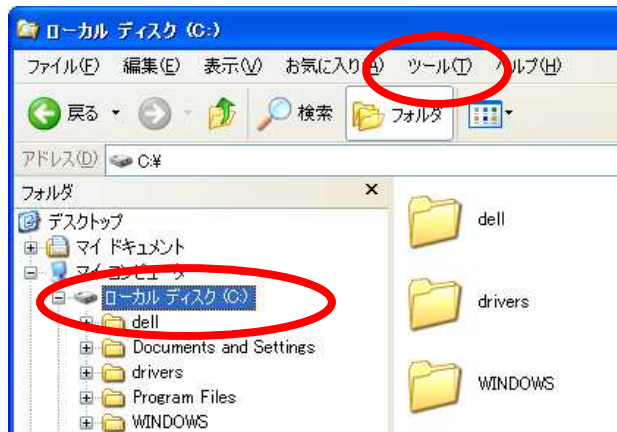 ローカル ディスク (C:)
ファイル(F) 編集(E) 表示(V) お気に入り(A) ツール(T) ヘルプ(H)
戻る 検索 フォルダ
アドレス(D) C:¥
フォルダ ×
デスクトップ
マイ ドキュメント
マイ コンピュータ
ローカル ディスク (C:)
dell
Documents and Settings
drivers
Program Files
WINDOWS
dell
drivers
WINDOWS